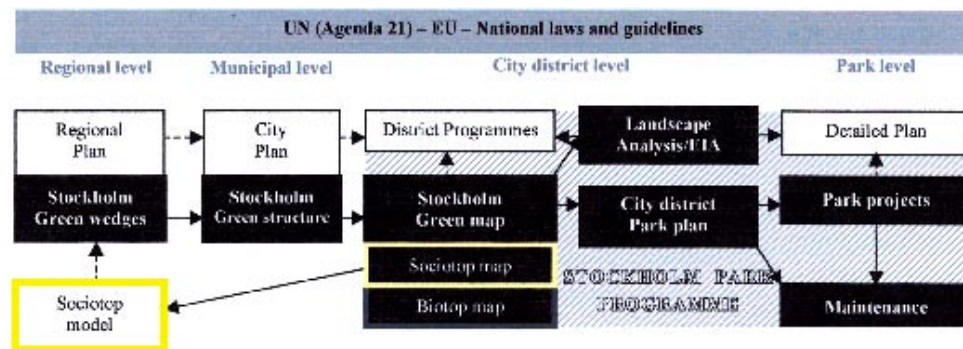 UN (Agenda 21) – EU – National laws and guidelines
Regional level
Municipal level
City district level
Park level
Regional
Plan
City
Plan
District Programmes
Landscape
Analysis/EIA
Detailed Plan
Stockholm
Green wedges
Stockholm
Green structure
Stockholm
Green map
City district
Park plan
Park projects
Sociotop map
Biotop map
Sociotop
model
STOCKHOLM PARK
PROGRAMME
Maintenance